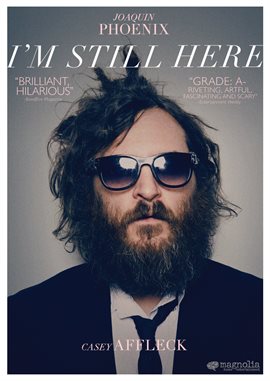 JOAQUIN
PHOENIX
I'M STILL HERE
"BRILLIANT,
HILARIOUS"
"GRADE: A-
RIVETING, ARTFUL,
FASCINATING AND SCARY"
Entertainment Weekly
CASEY AFFLECK
magnolia